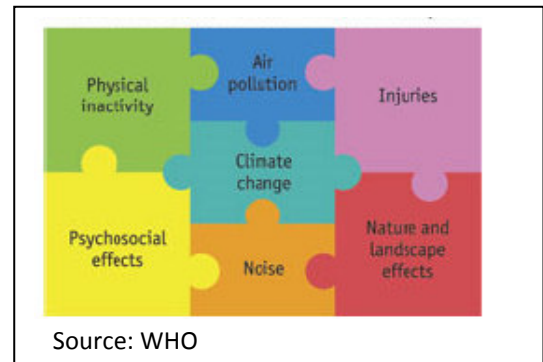 Physical
inactivity
Air
pollution
Injuries
Climate
change
Psychosocial
effects
Noise
Nature and
landscape
effects
Source: WHO